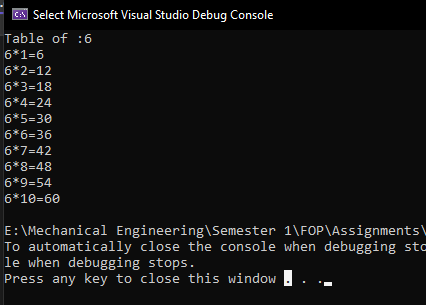 Select Microsoft Visual Studio Debug Console
Table of :6
6*1=6
6*2=12
6*3=18
6*4=24
6*5=30
6*6=36
6*7=42
6*8=48
6*9=54
6*10=60
E:\Mechanical Engineering\Semester 1\FOP\Assignments\
To automatically close the console when debugging sto
le when debugging stops.
Press any key to close this window . . .